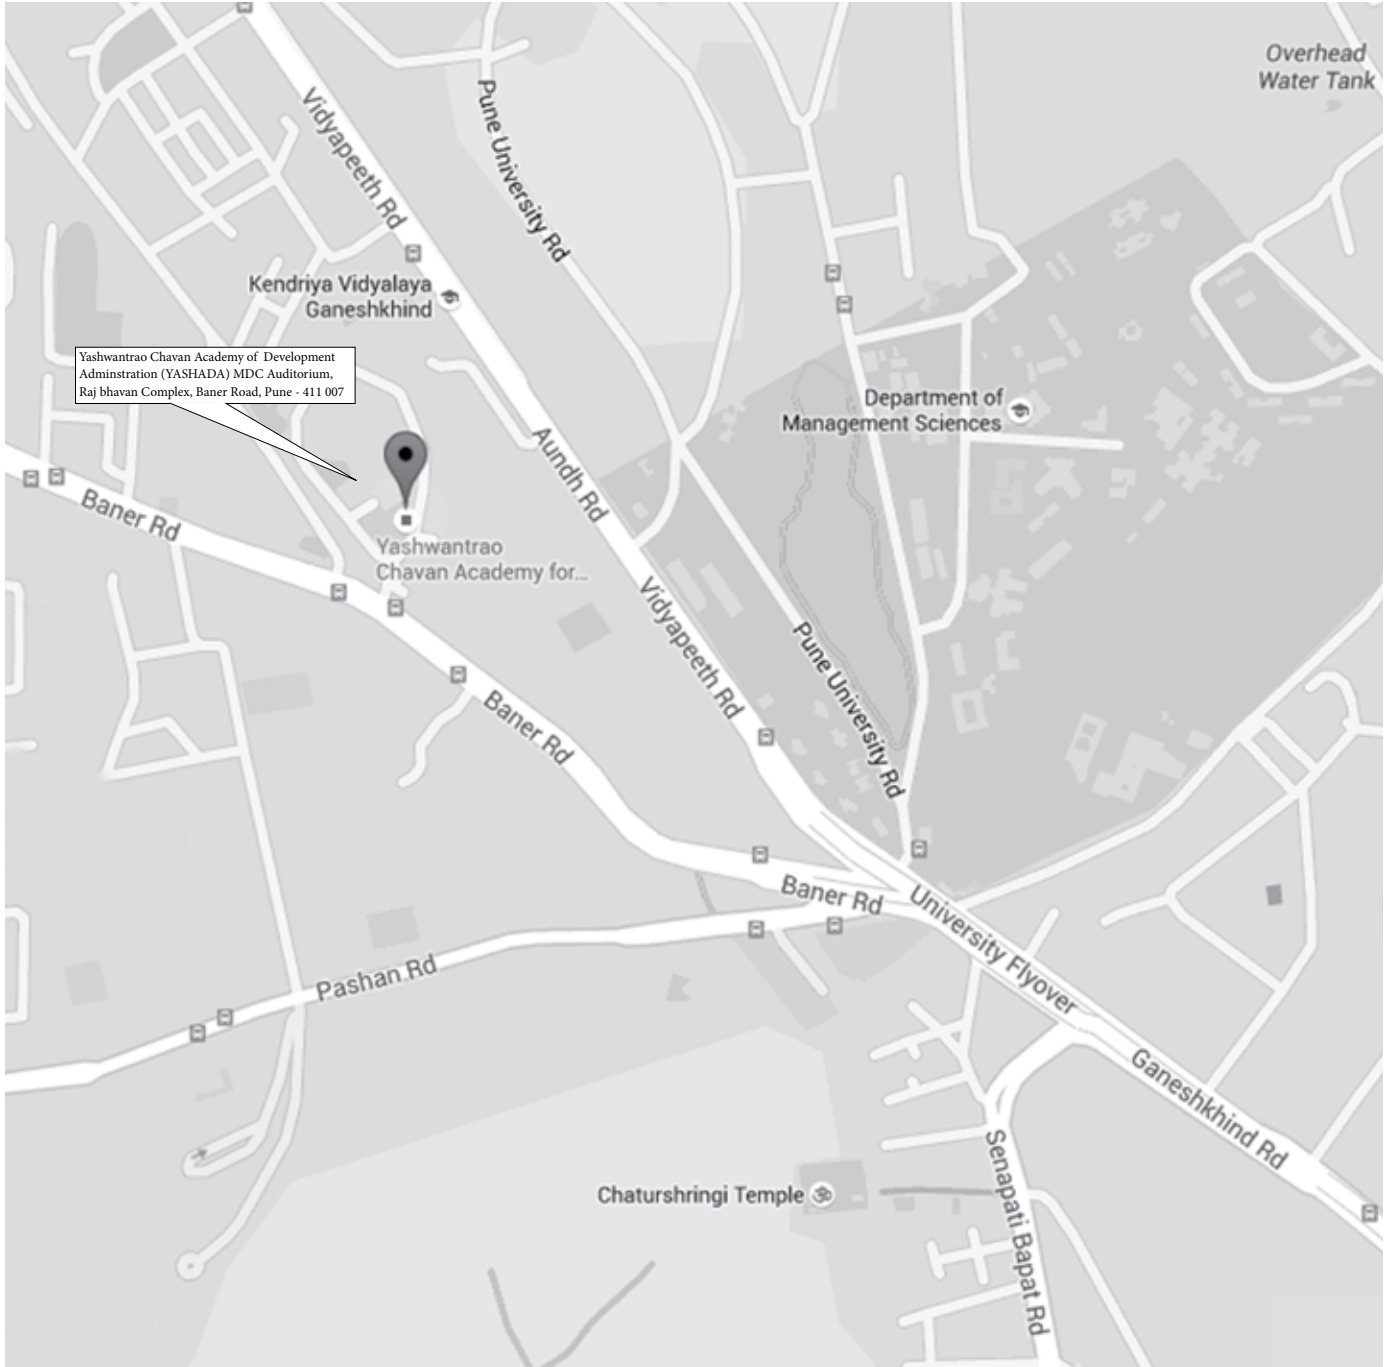 Overhead
Water Tank
Pune University Rd
Vidyapeeth Rd
Kendriya Vidyalaya
Ganeshkhind
Yashwantrao Chavan Academy of Development
Adminstration (YASHADA) MDC Auditorium,
Raj bhavan Complex, Baner Road, Pune - 411 007
Department of
Management Sciences
Aundh Rd
Baner Rd
Yashwantrao
Chavan Academy for...
Vidyapeeth Rd
Pune University Rd
Baner Rd
Baner Rd
University Flyover
Pashan Rd
Ganeshkhind Rd
Senapati Bapat Rd
Chaturshringi Temple